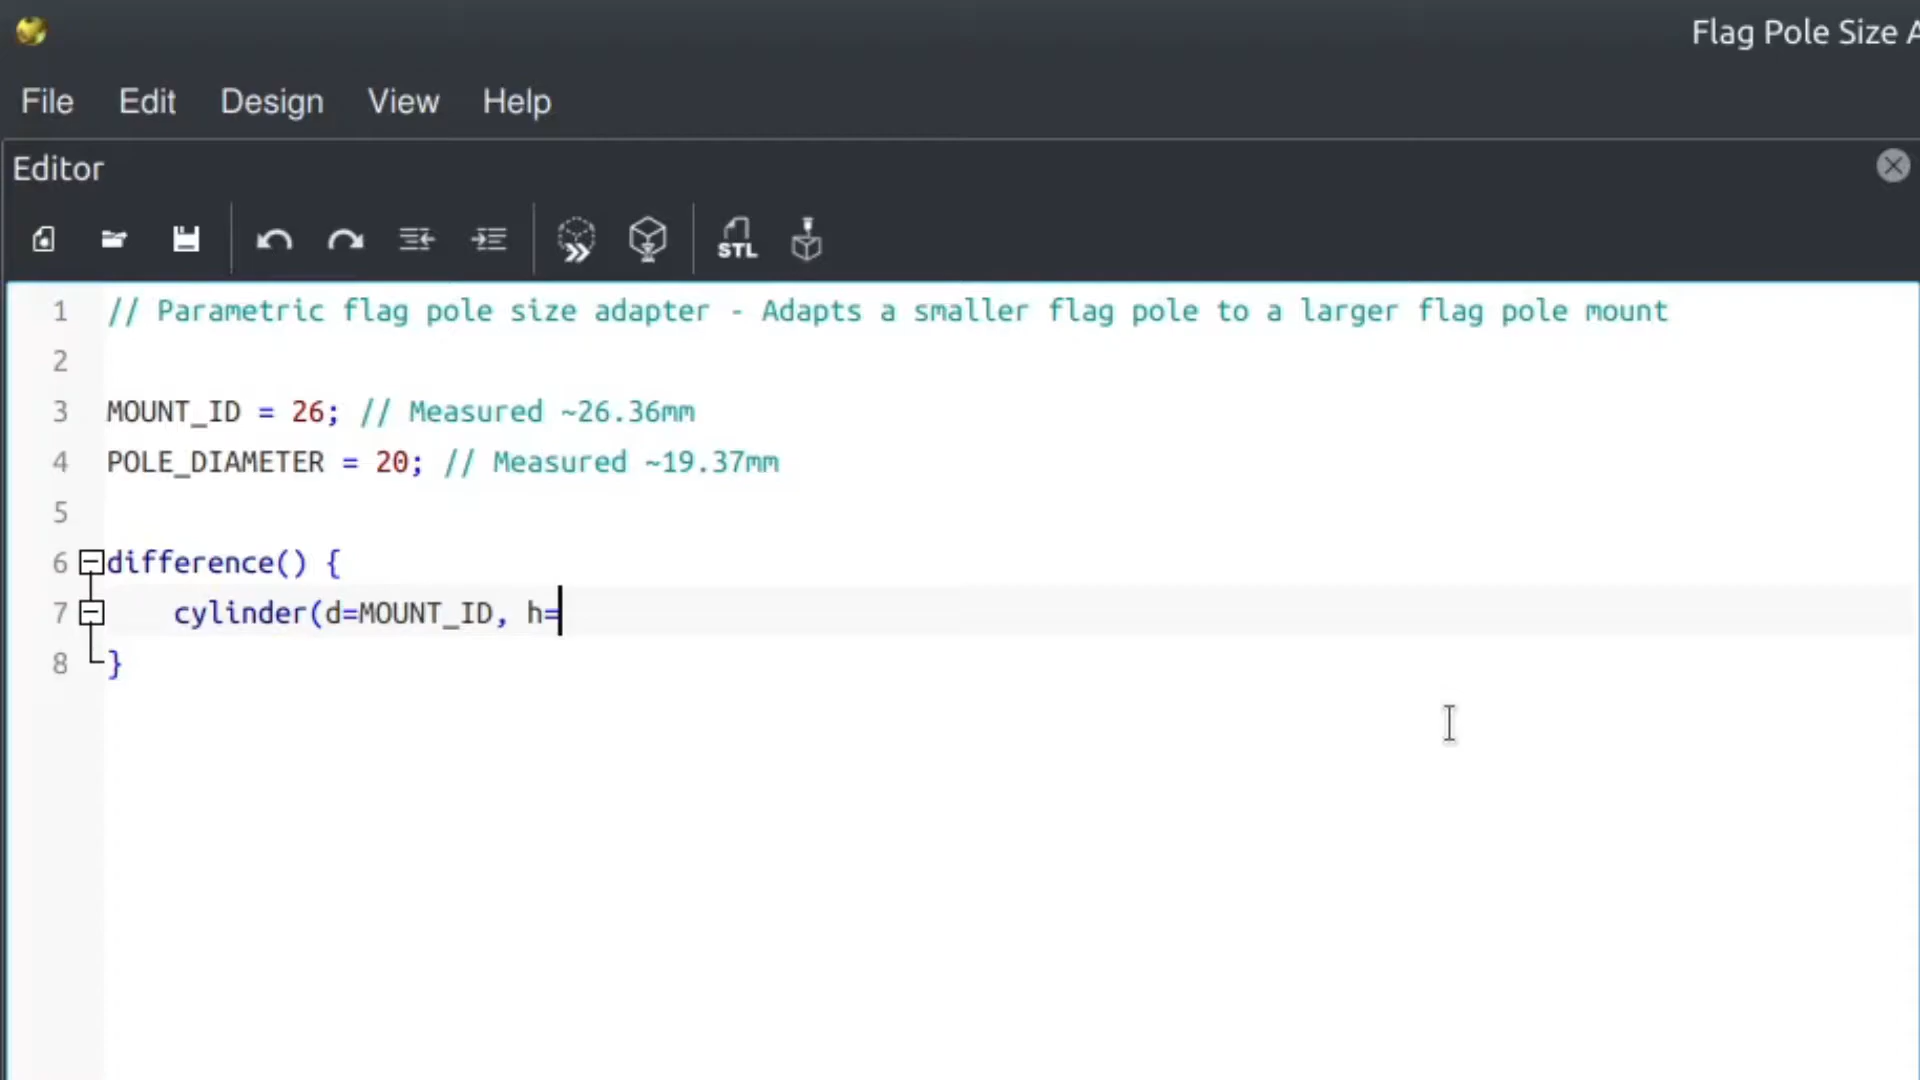 Flag Pole Size A
File Edit Design View Help
Editor
STL
1 // Parametric flag pole size adapter - Adapts a smaller flag pole to a larger flag pole mount
2
3 MOUNT_ID = 26; // Measured ~26.36mm
4 POLE_DIAMETER = 20; // Measured ~19.37mm
5
6 difference() {
7 cylinder(d=MOUNT_ID, h=
8 }